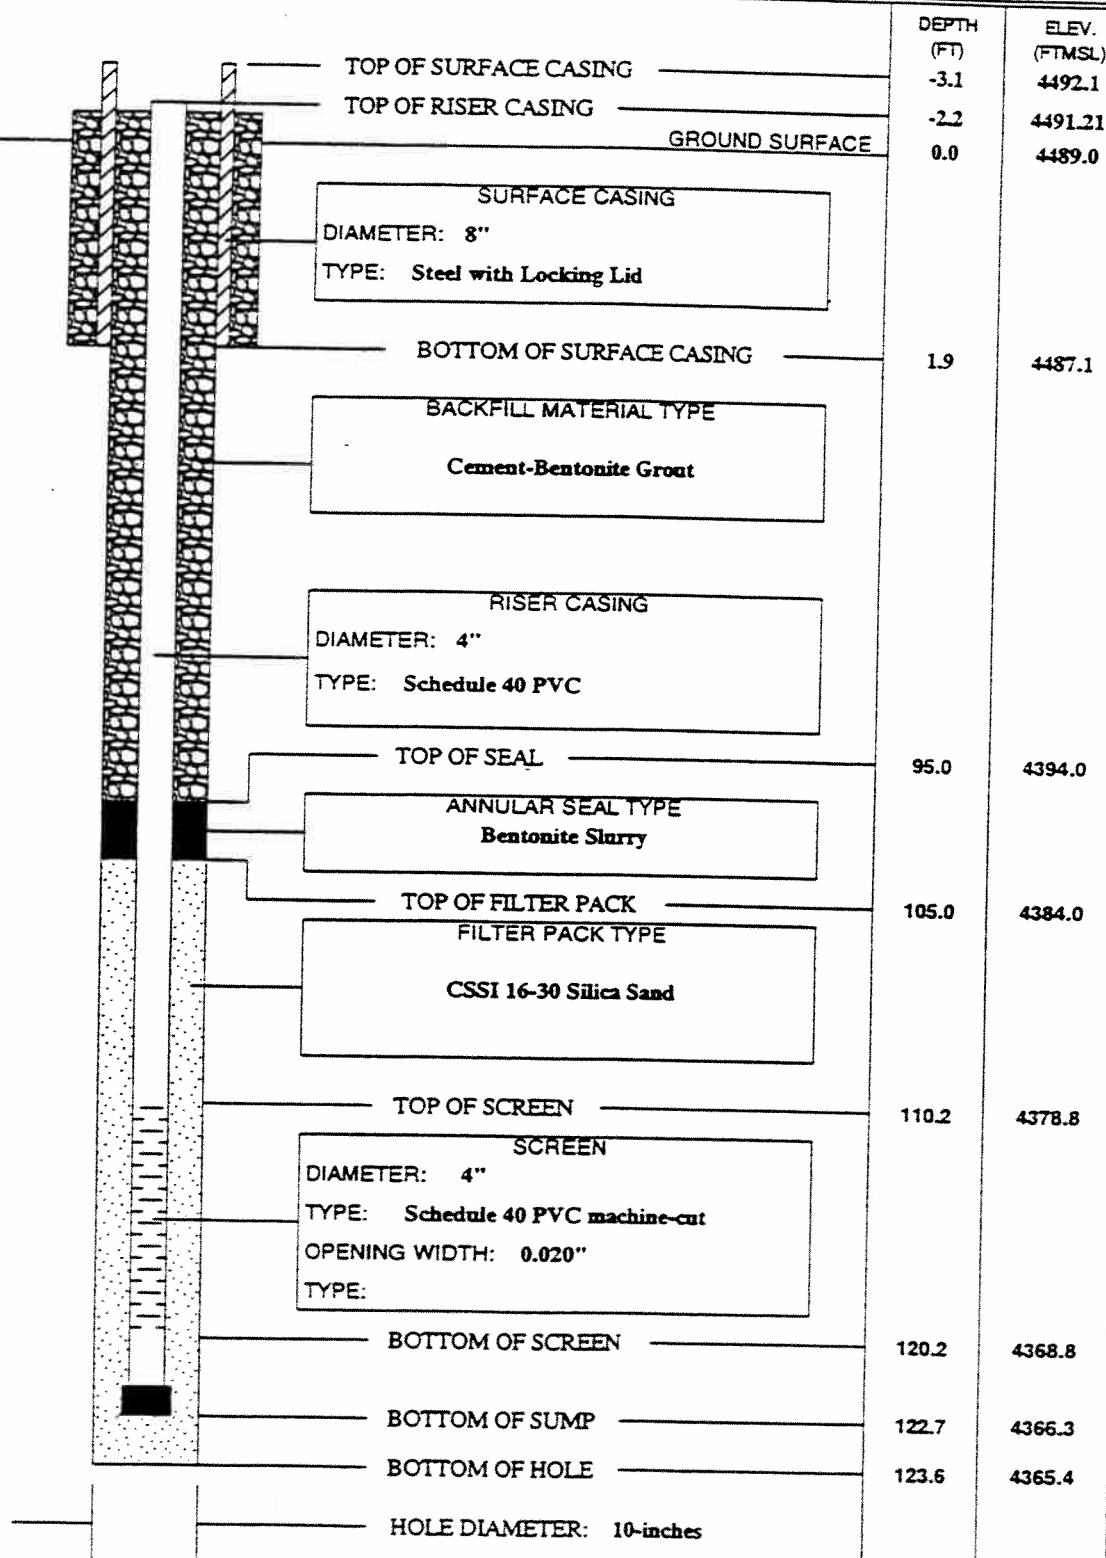 DEPTH ELEV.
(FT) (FTMSL)
TOP OF SURFACE CASING -3.1 4492.1
TOP OF RISER CASING -2.2 4491.21
GROUND SURFACE 0.0 4489.0
SURFACE CASING
DIAMETER: 8"
TYPE: Steel with Locking Lid
BOTTOM OF SURFACE CASING 1.9 4487.1
BACKFILL MATERIAL TYPE
Cement-Bentonite Grout
RISER CASING
DIAMETER: 4"
TYPE: Schedule 40 PVC
TOP OF SEAL 95.0 4394.0
ANNULAR SEAL TYPE
Bentonite Slurry
TOP OF FILTER PACK 105.0 4384.0
FILTER PACK TYPE
CSSI 16-30 Silica Sand
TOP OF SCREEN 110.2 4378.8
SCREEN
DIAMETER: 4"
TYPE: Schedule 40 PVC machine-cut
OPENING WIDTH: 0.020"
TYPE:
BOTTOM OF SCREEN 120.2 4368.8
BOTTOM OF SUMP 122.7 4366.3
BOTTOM OF HOLE 123.6 4365.4
HOLE DIAMETER: 10-inches